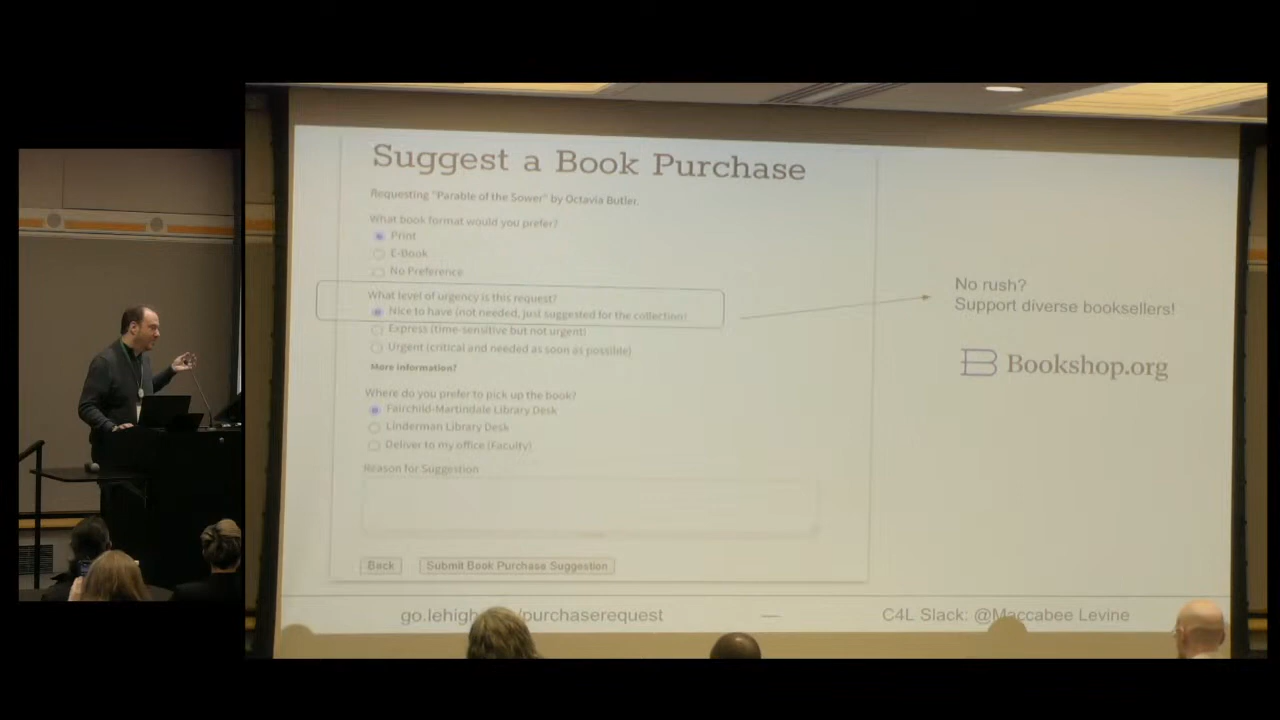 Suggest a Book Purchase
Requesting "Parable of the Sower" by Octavia Butler.
What book format would you prefer?
Print
E-Book
No Preference
What level of urgency is this request?
Nice to have (not needed, just suggested for the collection)
Express (time-sensitive but not urgent)
Urgent (critical and needed as soon as possible)
More information?
Where do you prefer to pick up the book?
Fairchild-Martindale Library Desk
Linderman Library Desk
Deliver to my office (Faculty)
Reason for Suggestion
Back
Submit Book Purchase Suggestion
No rush?
Support diverse booksellers!
Bookshop.org
go.lehigh /purchaserequest
—
C4L Slack: @Maccabee Levine